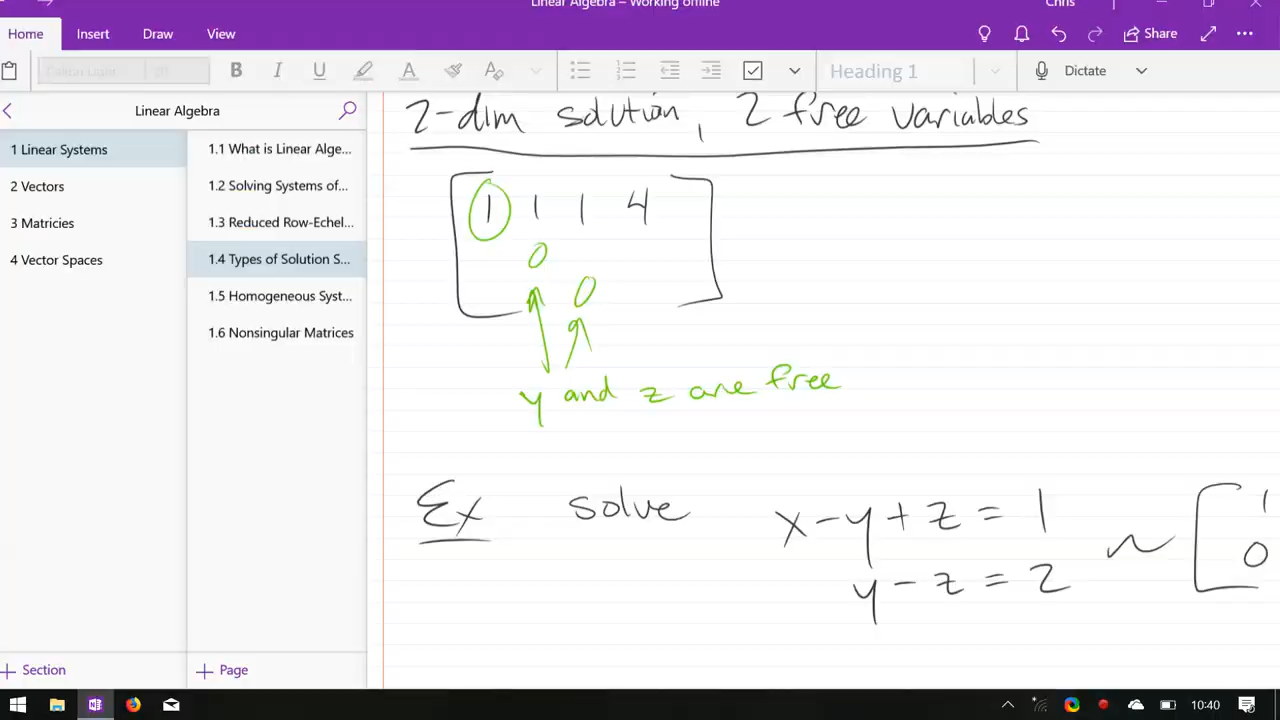 Linear Algebra – Working offline
Chris
Home Insert Draw View
Share
B I U A
Heading 1
Dictate
Linear Algebra
1 Linear Systems
2 Vectors
3 Matricies
4 Vector Spaces
1.1 What is Linear Alge...
1.2 Solving Systems of...
1.3 Reduced Row-Echel...
1.4 Types of Solution S...
1.5 Homogeneous Syst...
1.6 Nonsingular Matrices
2-dim solution, 2 free variables
1 1 1 4
0
0
y and z are free
Ex solve x-y+z=1 ~ [ 1
y-z=2 0
+ Section
+ Page
10:40